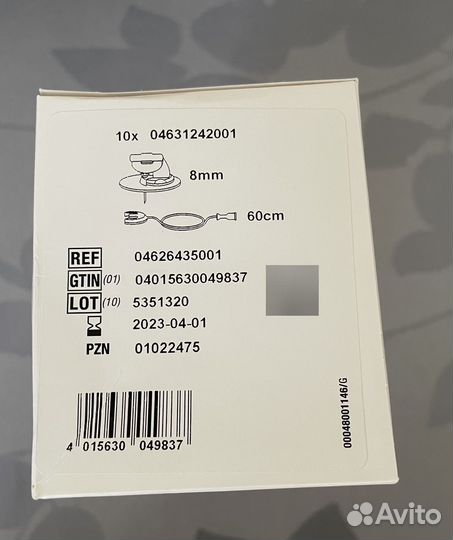 10x 04631242001
8mm
60cm
REF 04626435001
GTIN (01) 04015630049837
LOT (10) 5351320
2023-04-01
PZN 01022475
4 015630 049837
00048001146/G
Avito